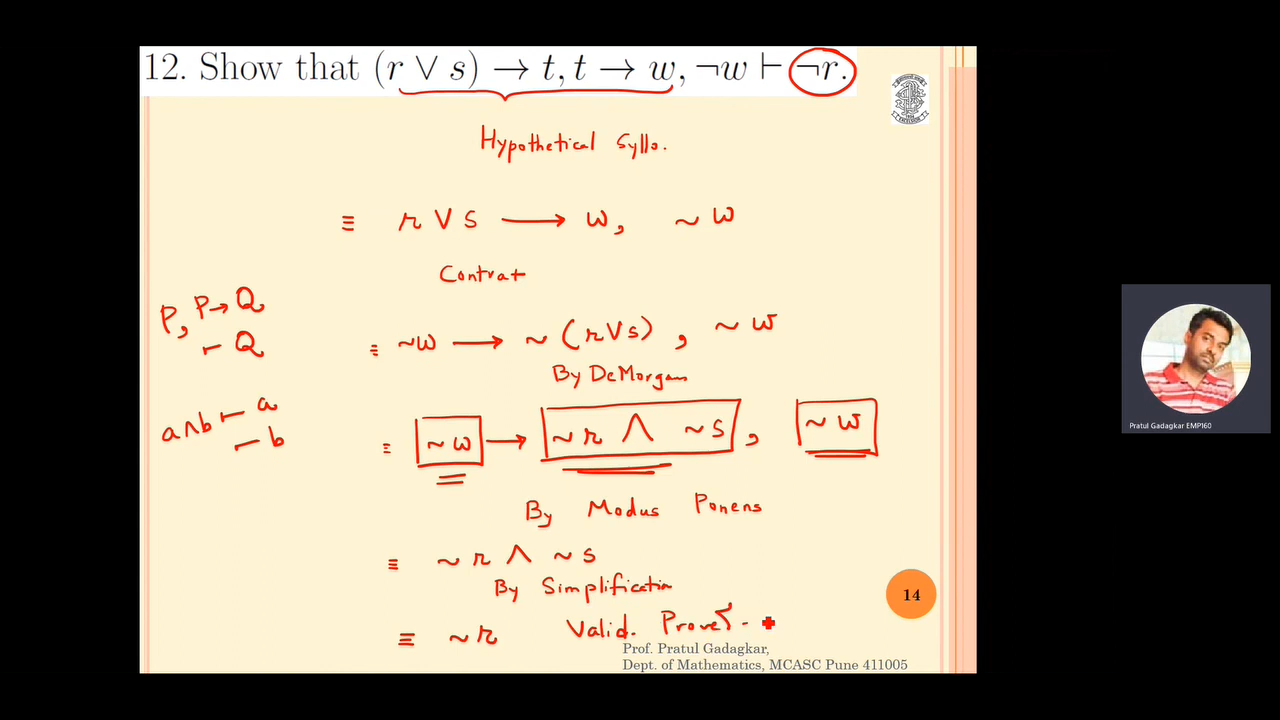 12. Show that (r ∨ s) → t, t → w, ¬w ⊢ ¬r.
Hypothetical Syllo.
≡ r ∨ s → w, ~ w
Contrat
P, P→ Q
⊢ Q
≡ ~w → ~ (r∨s), ~ w
By DeMorgans
a∧b ⊢ a
⊢ b
≡ ~ w → ~ r ∧ ~ s, ~ w
By Modus Ponens
≡ ~ r ∧ ~ s
By Simplification
≡ ~ r Valid. Proved.
14
Prof. Pratul Gadagkar,
Dept. of Mathematics, MCASC Pune 411005
Pratul Gadagkar EMP160